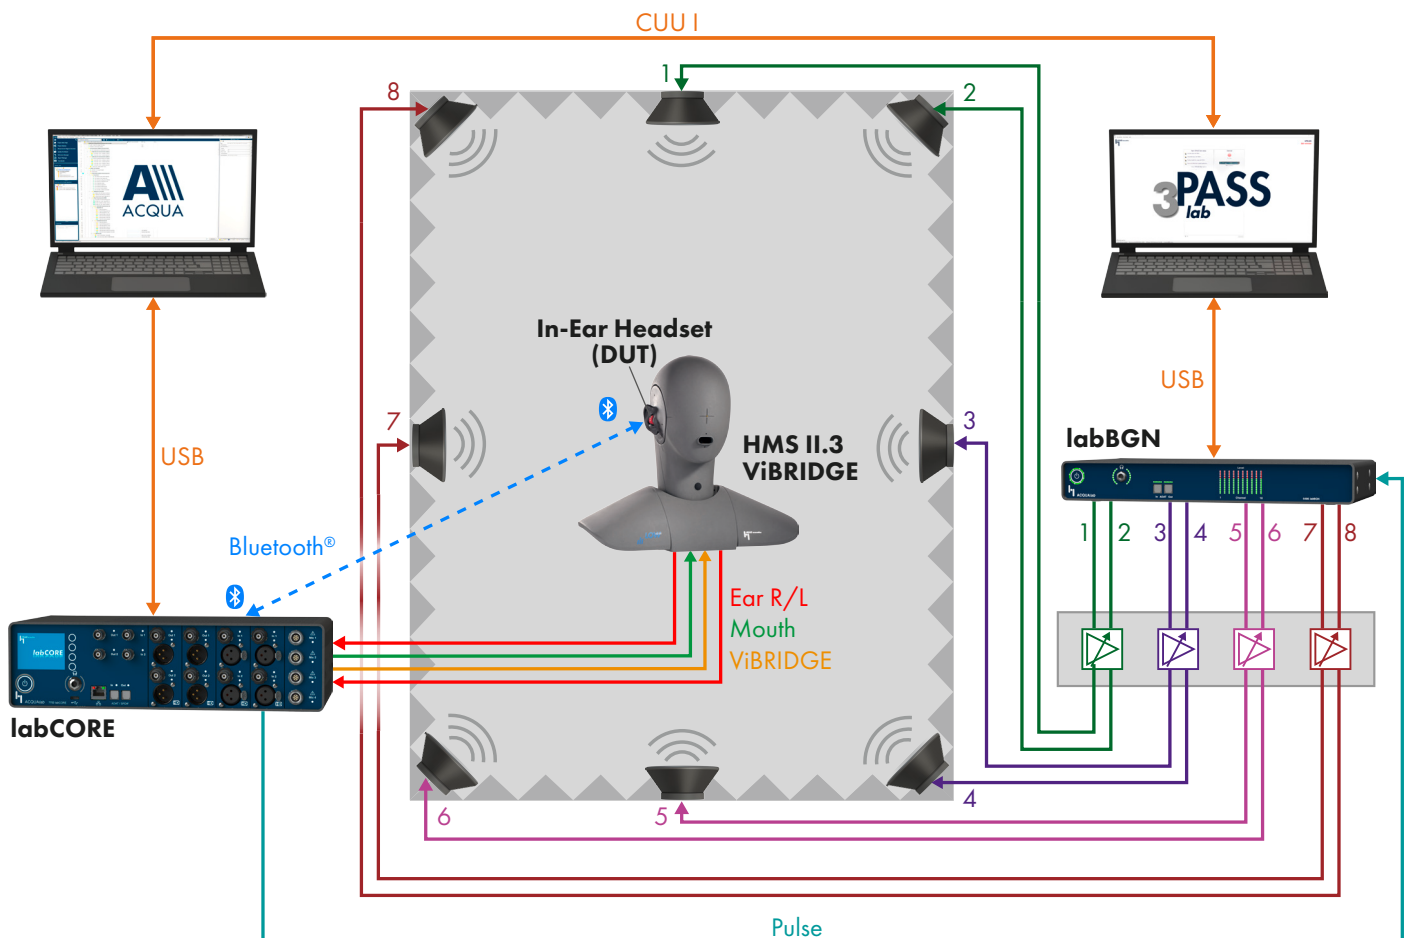 CUU I
1
8
2
ACQUA
3PASS
lab
In-Ear Headset
(DUT)
USB
7
3
HMS II.3
ViBRIDGE
USB
labBGN
1
2
3
4
5
6
7
8
Bluetooth®
Ear R/L
Mouth
ViBRIDGE
labCORE
labCORE
6
5
4
Pulse